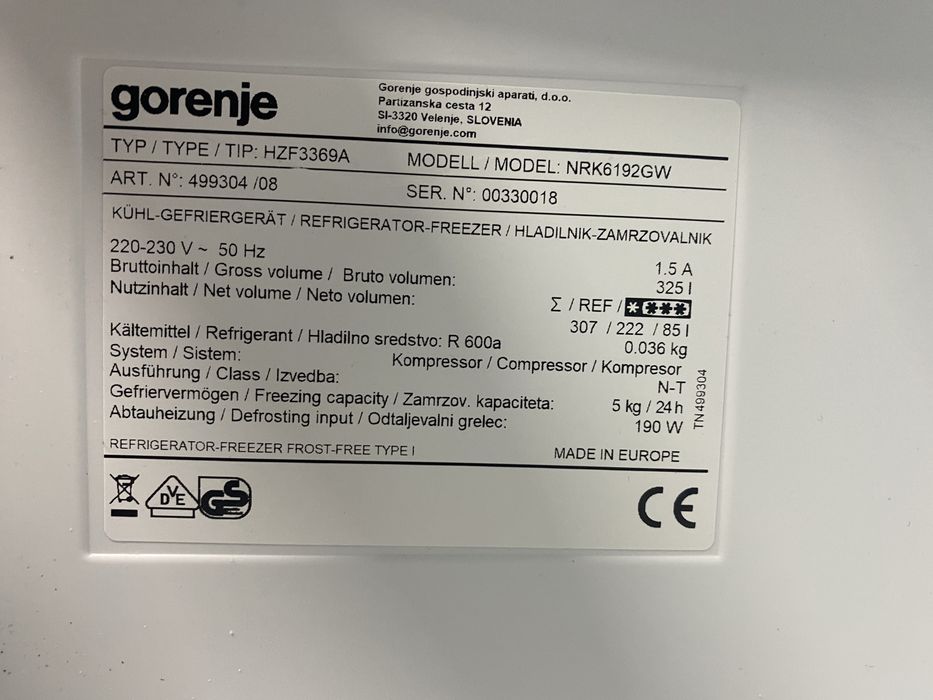 gorenje
Gorenje gospodinjski aparati, d.o.o.
Partizanska cesta 12
SI-3320 Velenje, SLOVENIA
info@gorenje.com
TYP / TYPE / TIP: HZF3369A MODELL / MODEL: NRK6192GW
ART. N°: 499304 /08 SER. N°: 00330018
KÜHL-GEFRIERGERÄT / REFRIGERATOR-FREEZER / HLADILNIK-ZAMRZOVALNIK
220-230 V ~ 50 Hz 1.5 A
Bruttoinhalt / Gross volume / Bruto volumen: 325 l
Nutzinhalt / Net volume / Neto volumen: Σ / REF / ****
307 / 222 / 85 l
Kältemittel / Refrigerant / Hladilno sredstvo: R 600a 0.036 kg
System / Sistem: Kompressor / Compressor / Kompresor
Ausführung / Class / Izvedba: N-T
Gefriervermögen / Freezing capacity / Zamrzov. kapaciteta: 5 kg / 24 h
Abtauheizung / Defrosting input / Odtaljevalni grelec: 190 W
TN 499304
REFRIGERATOR-FREEZER FROST-FREE TYPE I MADE IN EUROPE
DVE GS CE